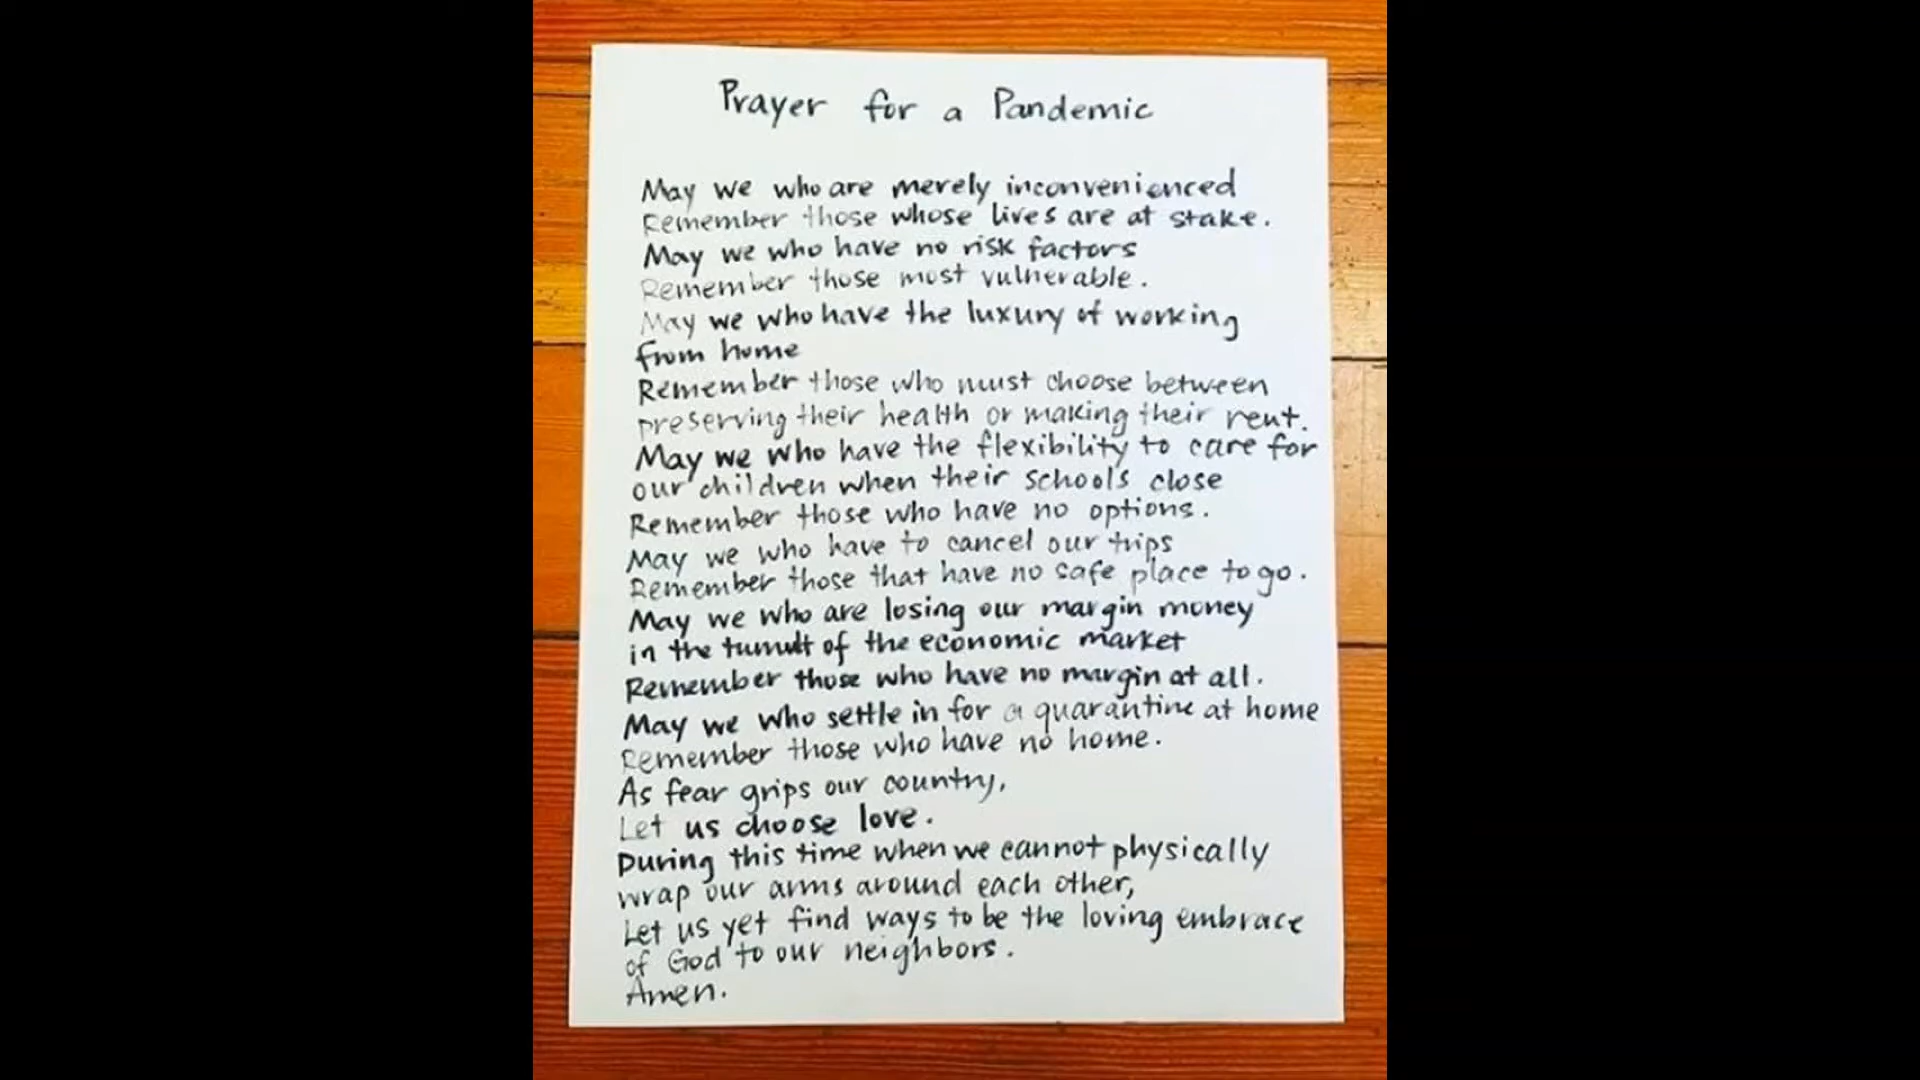 Prayer for a Pandemic
May we who are merely inconvenienced
Remember those whose lives are at stake.
May we who have no risk factors
Remember those most vulnerable.
May we who have the luxury of working
from home
Remember those who must choose between
preserving their health or making their rent.
May we who have the flexibility to care for
our children when their schools close
Remember those who have no options.
May we who have to cancel our trips
Remember those that have no safe place to go.
May we who are losing our margin money
in the tumult of the economic market
Remember those who have no margin at all.
May we who settle in for a quarantine at home
Remember those who have no home.
As fear grips our country,
Let us choose love.
During this time when we cannot physically
wrap our arms around each other,
Let us yet find ways to be the loving embrace
of God to our neighbors.
Amen.